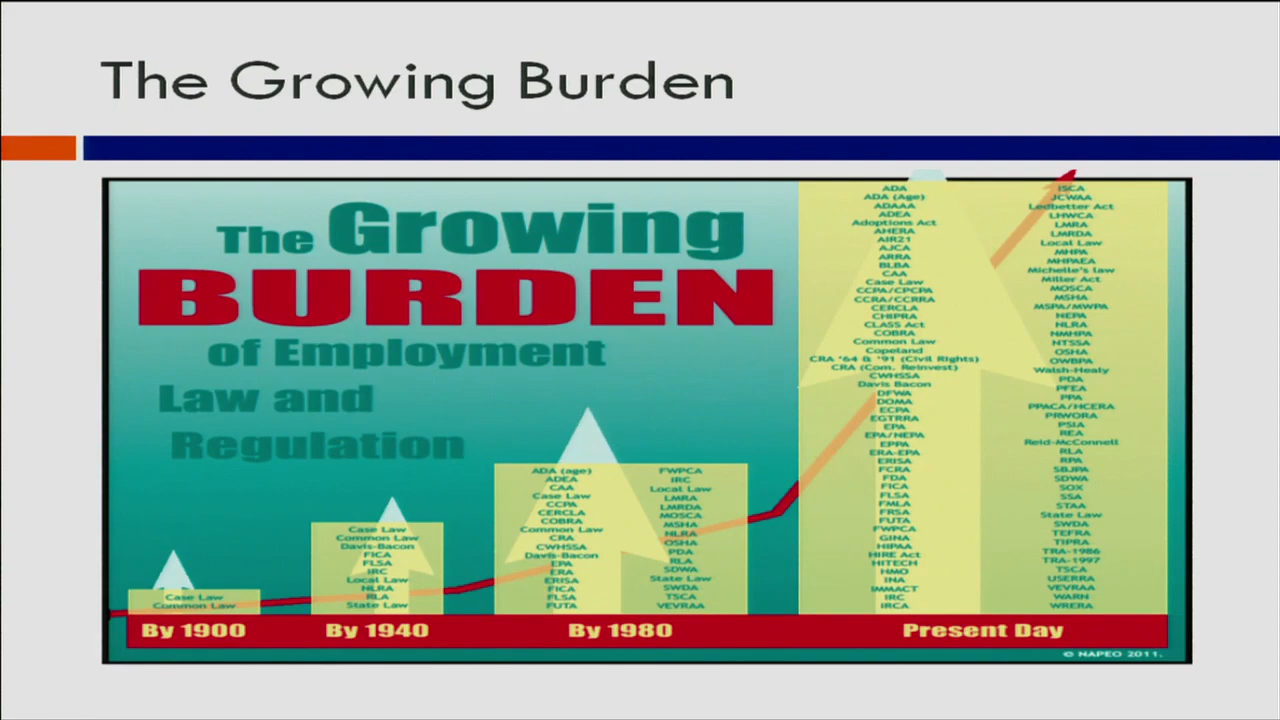 The Growing Burden
The Growing
BURDEN
of Employment
Law and
Regulation
Case Law
Common Law
By 1900
Case Law
Common Law
Davis-Bacon
FICA
FLSA
IRC
Local Law
NLRA
RLA
State Law
By 1940
ADA (age)
ADEA
CAA
Case Law
CCPA
CERCLA
COBRA
Common Law
CRA
CWHSSA
Davis-Bacon
EPA
ERA
ERISA
FICA
FLSA
FUTA
FWPCA
IRC
Local Law
LMRA
LMRDA
MOSCA
MSHA
NLRA
OSHA
PDA
RLA
SDWA
State Law
SWDA
TSCA
VEVRAA
By 1980
ADA
ADA (Age)
ADAAA
ADEA
Adoptions Act
AHERA
AIR21
AJCA
ARRA
BLBA
CAA
Case Law
CCPA/CPCPA
CCRA/CCRRA
CERCLA
CHIPRA
CLASS Act
COBRA
Common Law
Copeland
CRA '64 & '91 (Civil Rights)
CRA (Com. Reinvest)
CWHSSA
Davis Bacon
DFWA
DOMA
ECPA
EGTRRA
EPA
EPA/NEPA
EPPA
ERA-EPA
ERISA
FCRA
FDA
FICA
FLSA
FMLA
FRSA
FUTA
FWPCA
GINA
HIPAA
HIRE Act
HITECH
HMO
INA
IMMACT
IRC
IRCA
ISCA
JCWAA
Ledbetter Act
LHWCA
LMRA
LMRDA
Local Law
MHPA
MHPAEA
Michelle's law
Miller Act
MOSCA
MSHA
MSPA/MWPA
NEPA
NLRA
NMHPA
NTSSA
OSHA
OWBPA
Walsh-Healy
PDA
PFEA
PPA
PPACA/HCERA
PRWORA
PSIA
REA
Reid-McConnell
RLA
RPA
SBJPA
SDWA
SOX
SSA
STAA
State Law
SWDA
TEFRA
TIPRA
TRA-1986
TRA-1997
TSCA
USERRA
VEVRAA
WARN
WRERA
Present Day
© NAPEO 2011.